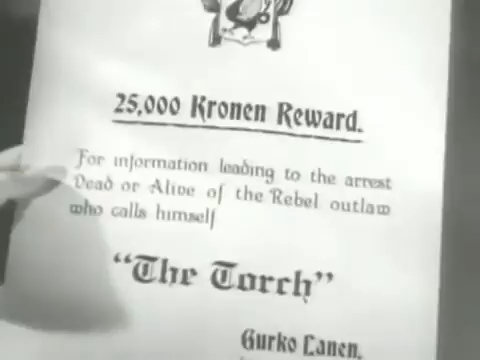 25,000 Kronen Reward.
For information leading to the arrest
Dead or Alive of the Rebel outlaw
who calls himself
"The Torch"
Gurko Lanen.